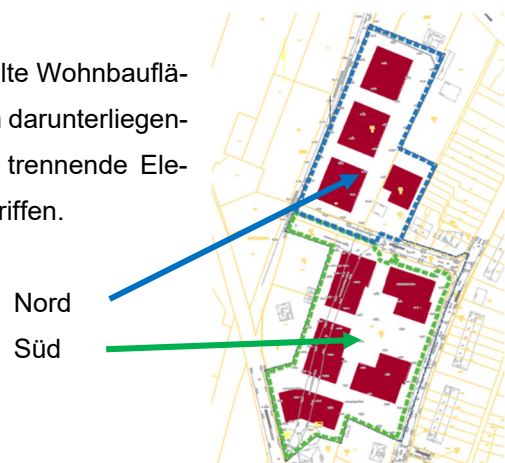 lte Wohnbauflä-
darunterliegen-
trennende Ele-
riffen.
Nord
Süd